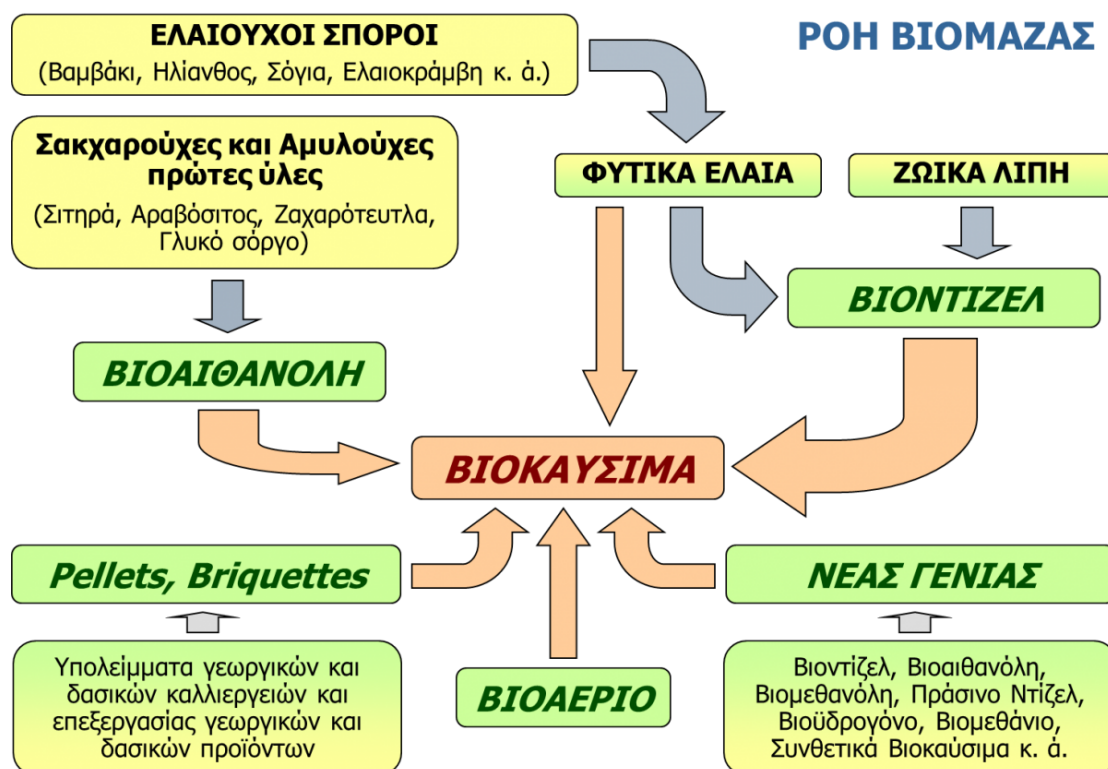 ΡΟΗ ΒΙΟΜΑΖΑΣ
ΕΛΑΙΟΥΧΟΙ ΣΠΟΡΟΙ
(Βαμβάκι, Ηλίανθος, Σόγια, Ελαιοκράμβη κ. ά.)
Σακχαρούχες και Αμυλούχες
πρώτες ύλες
(Σιτηρά, Αραβόσιτος, Ζαχαρότευτλα,
Γλυκό σόργο)
ΦΥΤΙΚΑ ΕΛΑΙΑ
ΖΩΙΚΑ ΛΙΠΗ
ΒΙΟΝΤΙΖΕΛ
ΒΙΟΑΙΘΑΝΟΛΗ
ΒΙΟΚΑΥΣΙΜΑ
Pellets, Briquettes
ΝΕΑΣ ΓΕΝΙΑΣ
Υπολείμματα γεωργικών και
δασικών καλλιεργειών και
επεξεργασίας γεωργικών και
δασικών προϊόντων
ΒΙΟΑΕΡΙΟ
Βιοντίζελ, Βιοαιθανόλη,
Βιομεθανόλη, Πράσινο Ντίζελ,
Βιοϋδρογόνο, Βιομεθάνιο,
Συνθετικά Βιοκαύσιμα κ. ά.